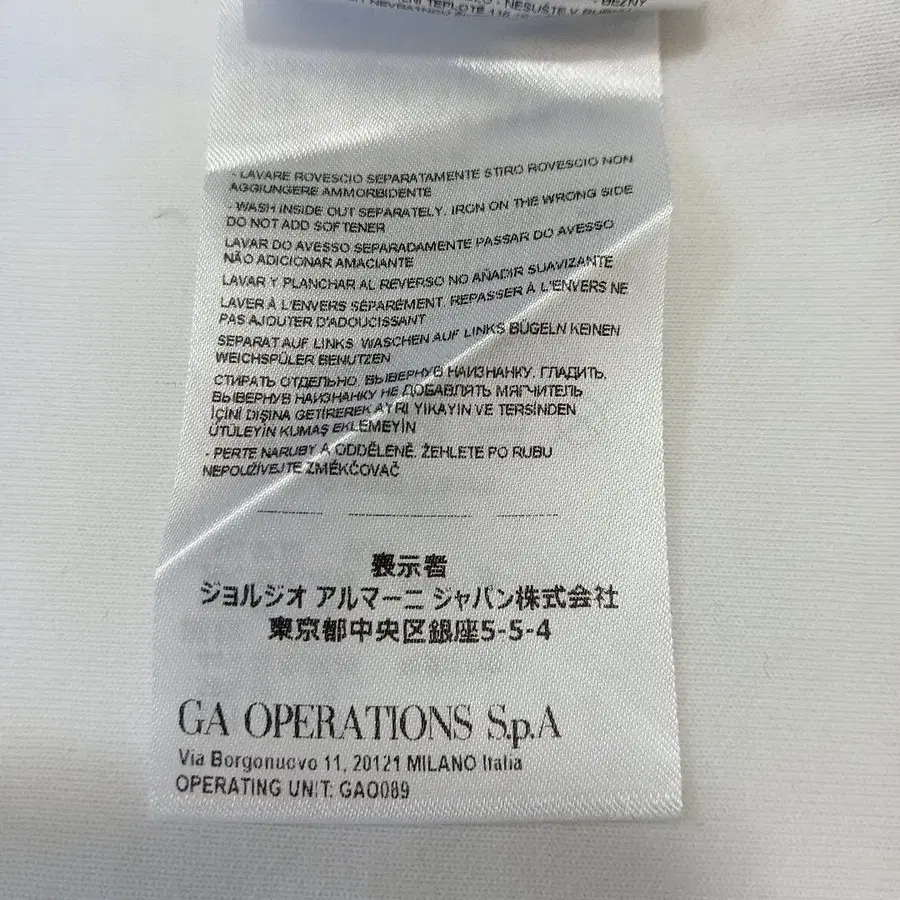 NESUŠTE V
BĚŽNÝ
TEPLOTĚ 110
- LAVARE ROVESCIO SEPARATAMENTE STIRO ROVESCIO NON
AGGIUNGERE AMMORBIDENTE
- WASH INSIDE OUT SEPARATELY. IRON ON THE WRONG SIDE
DO NOT ADD SOFTENER
LAVAR DO AVESSO SEPARADAMENTE PASSAR DO AVESSO
NÃO ADICIONAR AMACIANTE
LAVAR Y PLANCHAR AL REVERSO NO AÑADIR SUAVIZANTE
LAVER À L'ENVERS SÉPARÉMENT. REPASSER À L'ENVERS NE
PAS AJOUTER D'ADOUCISSANT
SEPARAT AUF LINKS WASCHEN AUF LINKS BÜGELN KEINEN
WEICHSPÜLER BENUTZEN
СТИРАТЬ ОТДЕЛЬНО, ВЫВЕРНУВ НАИЗНАНКУ. ГЛАДИТЬ,
ВЫВЕРНУВ НАИЗНАНКУ НЕ ДОБАВЛЯТЬ МЯГЧИТЕЛЬ
İÇİNİ DIŞINA GETİREREK AYRI YIKAYIN VE TERSİNDEN
ÜTÜLEYİN KUMAŞ EKLEMEYİN
- PERTE NARUBY A ODDĚLENĚ. ŽEHLETE PO RUBU
NEPOUŽÍVEJTE ZMĚKČOVAČ
表示者
ジョルジオ アルマーニ ジャパン株式会社
東京都中央区銀座5-5-4
GA OPERATIONS S.p.A
Via Borgonuovo 11, 20121 MILANO Italia
OPERATING UNIT: GAO089